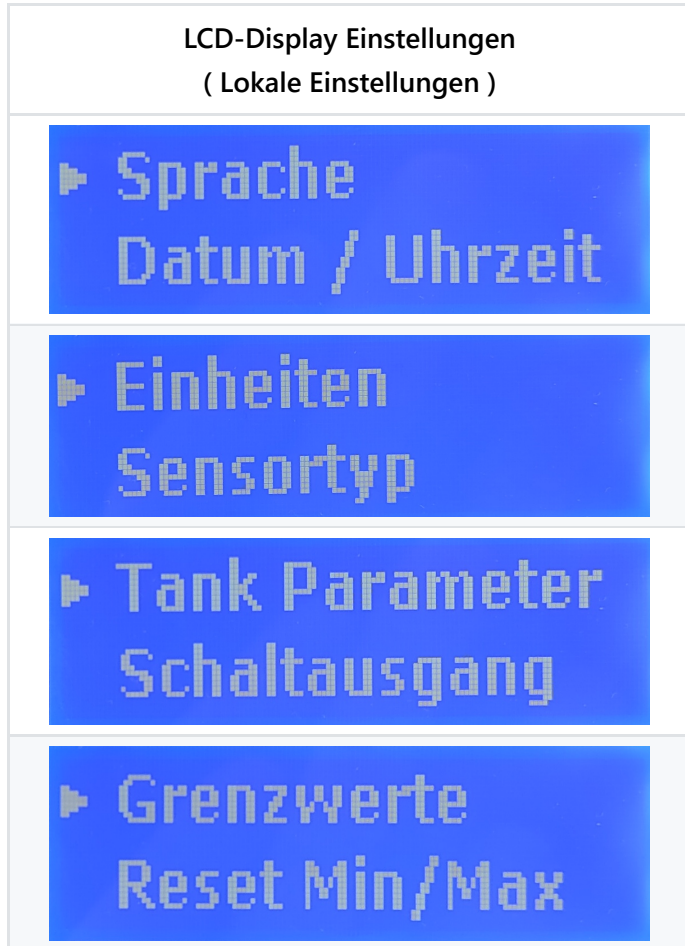 LCD-Display Einstellungen
( Lokale Einstellungen )
Sprache
Datum / Uhrzeit
Einheiten
Sensortyp
Tank Parameter
Schaltausgang
Grenzwerte
Reset Min/Max